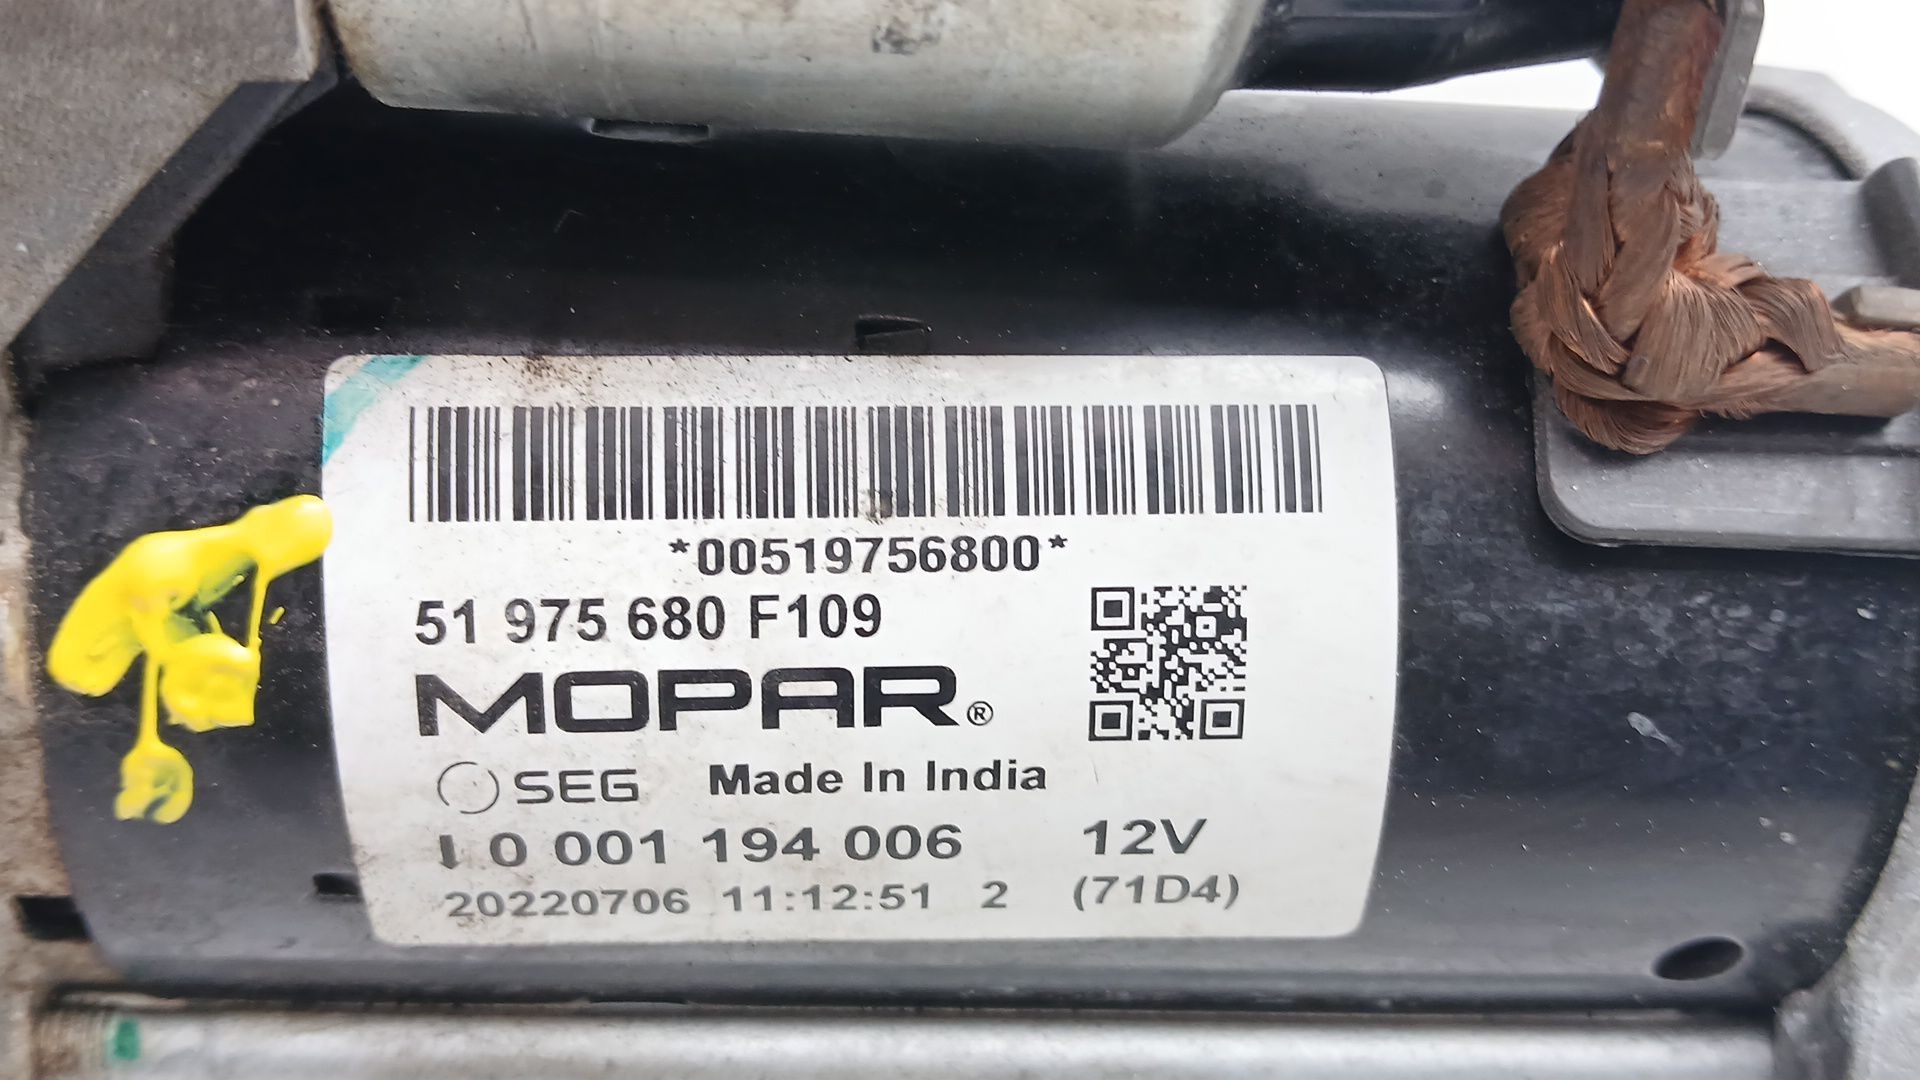 *00519756800*
51 975 680 F109
MOPAR®
SEG Made In India
0 001 194 006 12V
20220706 11:12:51 2 (71D4)